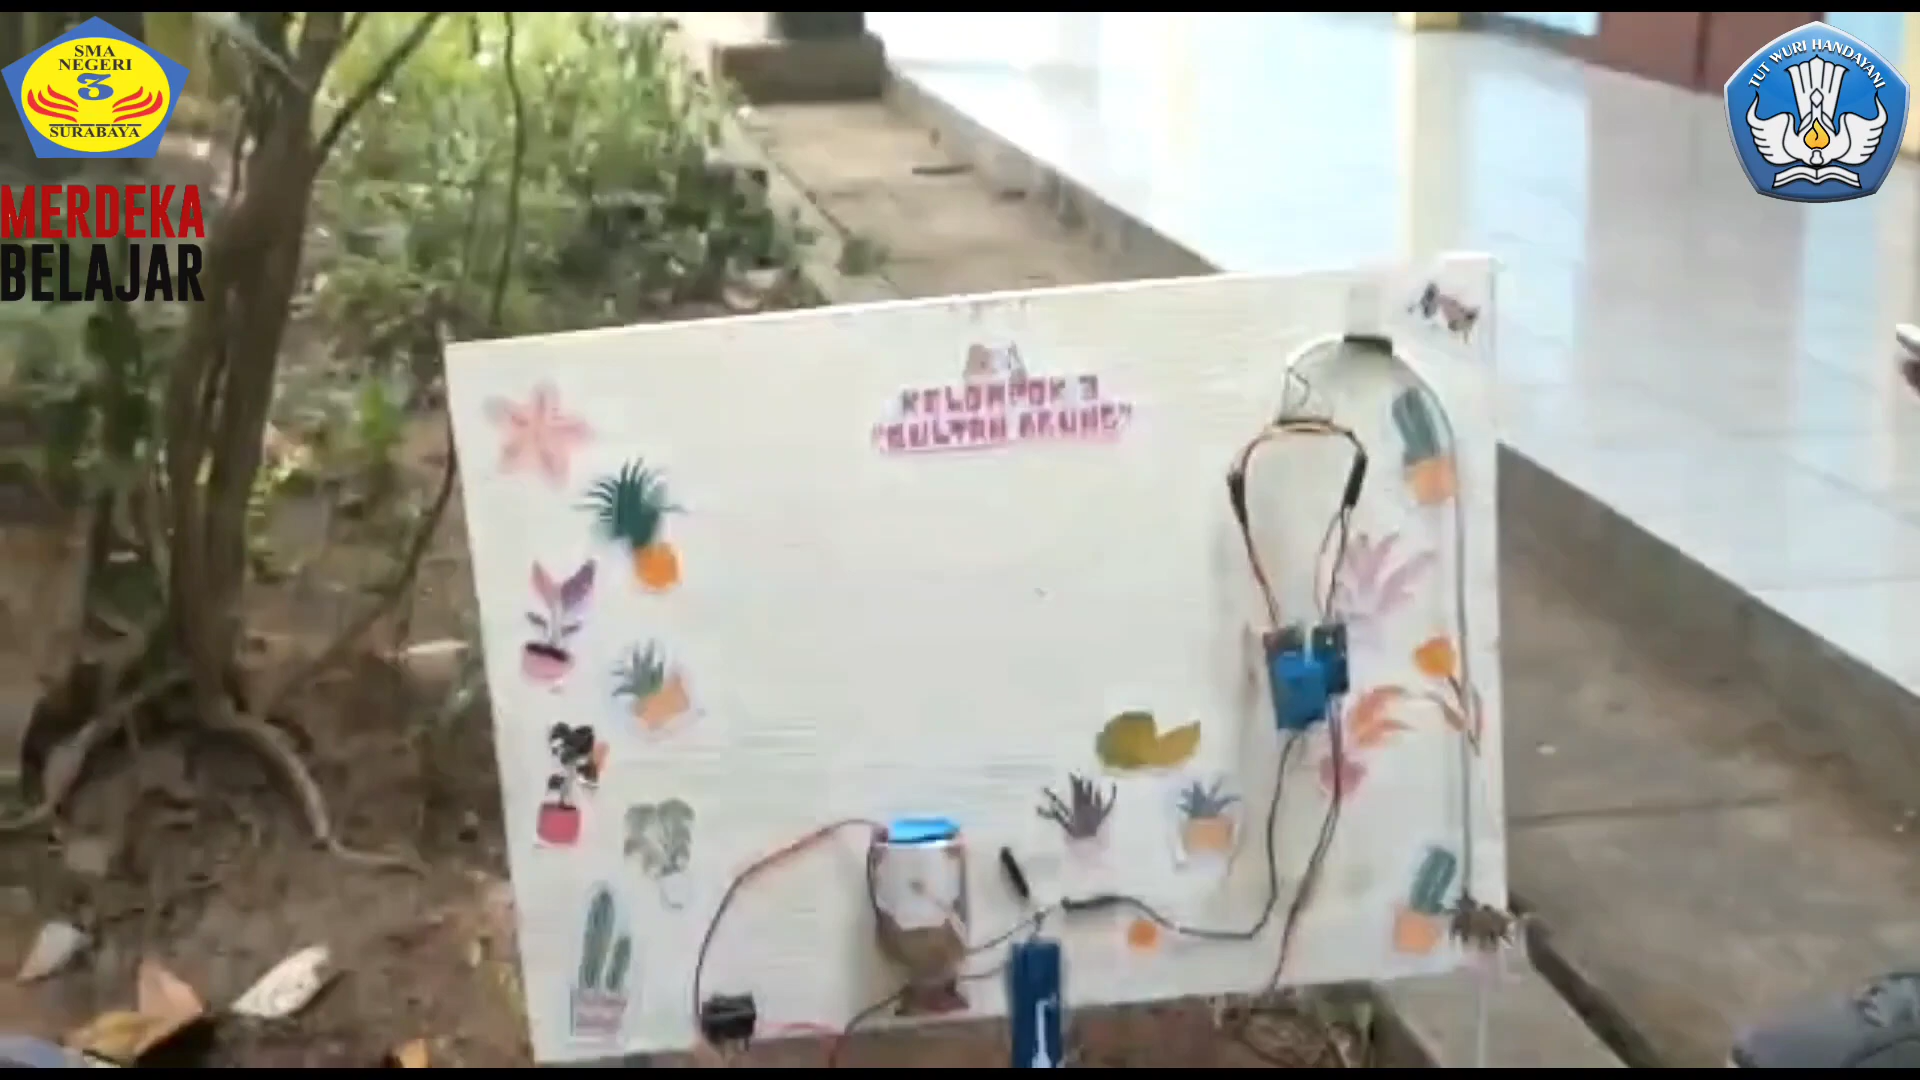 SMA
NEGERI
3
SURABAYA
MERDEKA
BELAJAR
TUT WURI HANDAYANI
KELOMPOK 3
"SULTAN AGUNG"